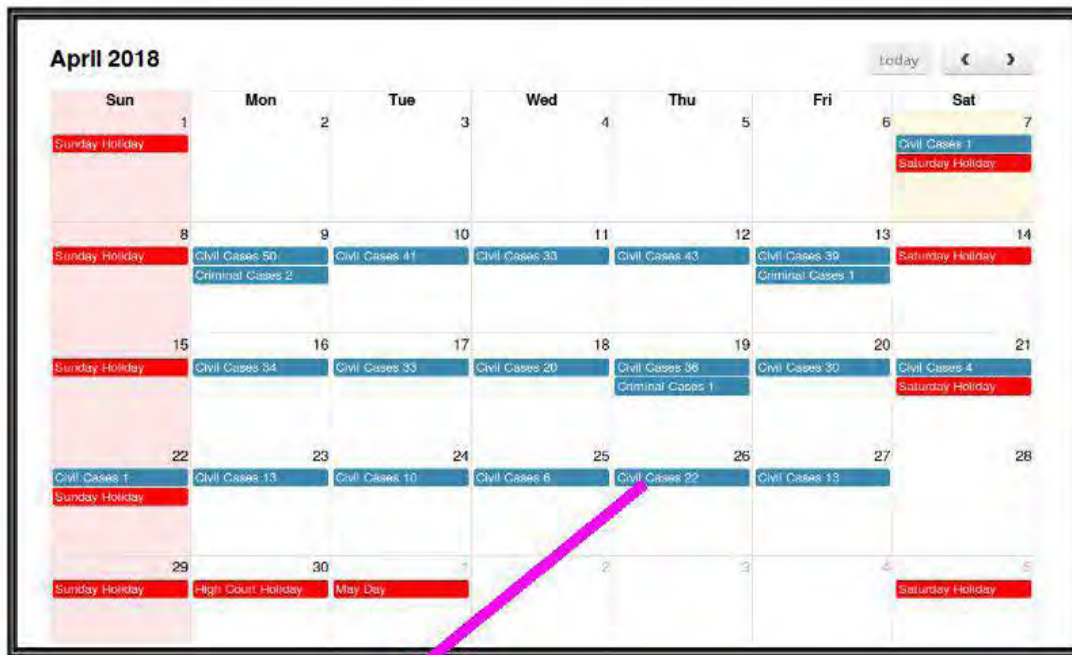 April 2018
today
Sun Mon Tue Wed Thu Fri Sat
1 2 3 4 5 6 7
Sunday Holiday Civil Cases 1
Saturday Holiday
8 9 10 11 12 13 14
Sunday Holiday Civil Cases 50 Civil Cases 41 Civil Cases 33 Civil Cases 43 Civil Cases 39 Saturday Holiday
Criminal Cases 2 Criminal Cases 1
15 16 17 18 19 20 21
Sunday Holiday Civil Cases 34 Civil Cases 33 Civil Cases 20 Civil Cases 36 Civil Cases 30 Civil Cases 4
Criminal Cases 1 Saturday Holiday
22 23 24 25 26 27 28
Civil Cases 1 Civil Cases 13 Civil Cases 10 Civil Cases 6 Civil Cases 22 Civil Cases 13
Sunday Holiday
29 30 1 2 3 4 5
Sunday Holiday High Court Holiday May Day Saturday Holiday